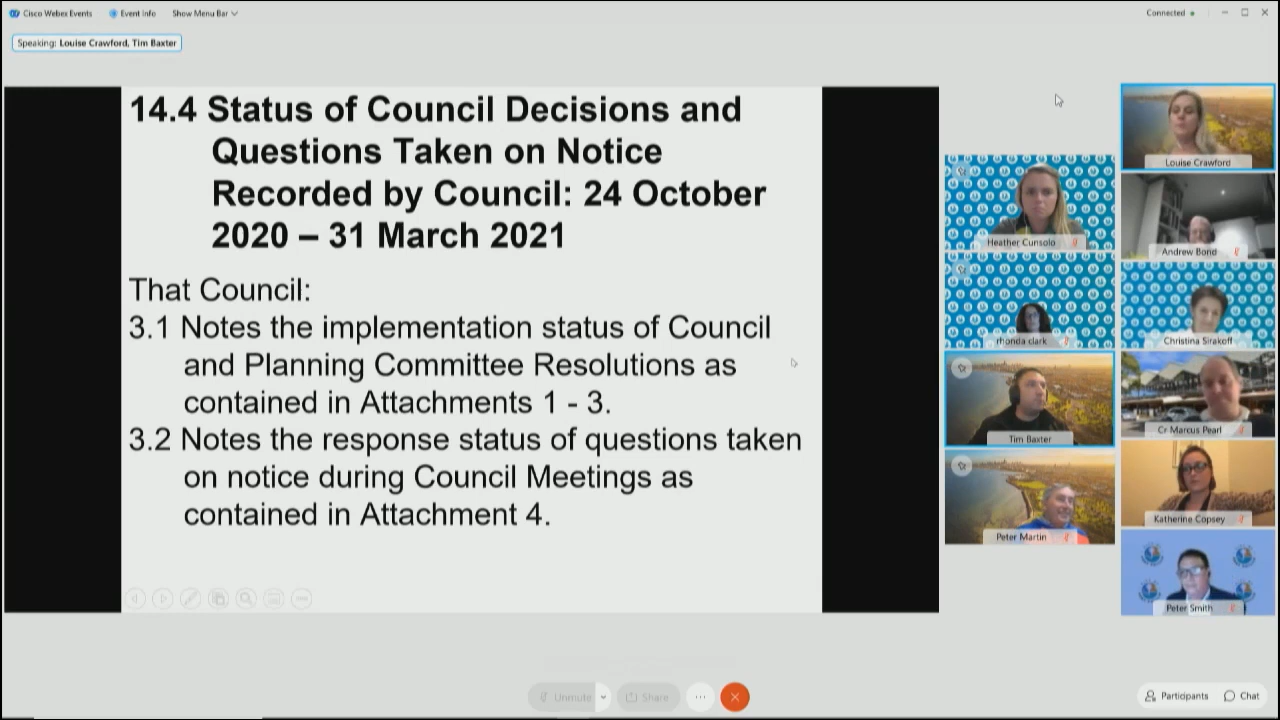 Cisco Webex Events
Event Info
Show Menu Bar
Connected
Speaking: Louise Crawford, Tim Baxter
14.4 Status of Council Decisions and
Questions Taken on Notice
Recorded by Council: 24 October
2020 – 31 March 2021
That Council:
3.1 Notes the implementation status of Council
and Planning Committee Resolutions as
contained in Attachments 1 - 3.
3.2 Notes the response status of questions taken
on notice during Council Meetings as
contained in Attachment 4.
Heather Cunsolo
rhonda clark
Tim Baxter
Peter Martin
Louise Crawford
Andrew Bond
Christina Sirakoff
Cr Marcus Pearl
Katherine Copsey
Peter Smith
Unmute
Share
Participants
Chat